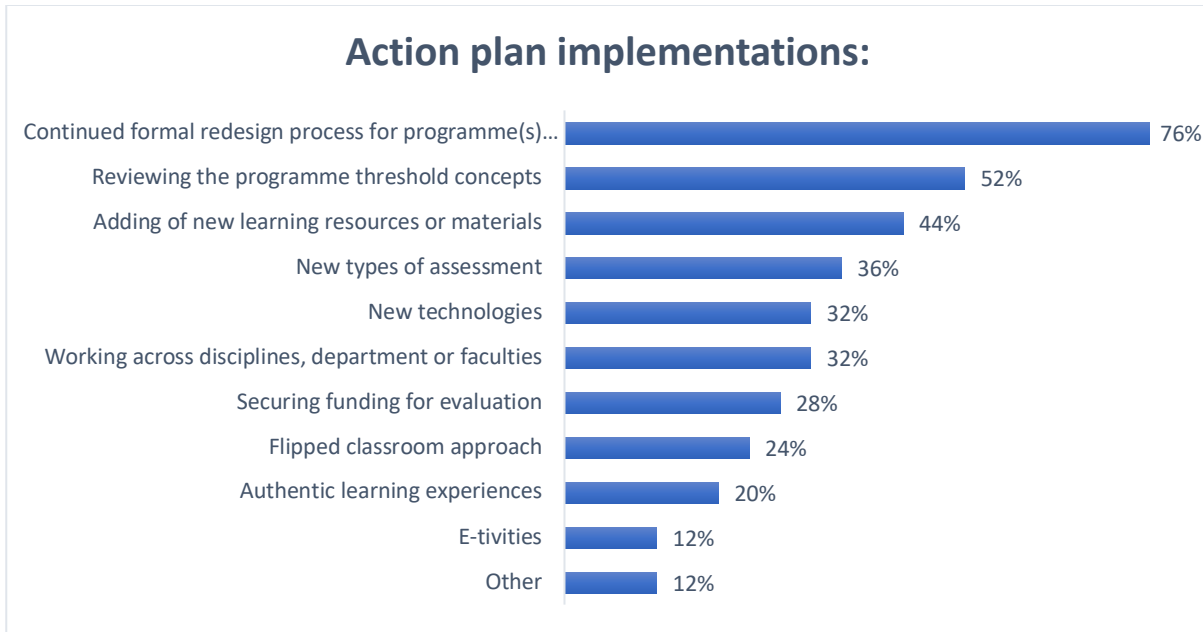 Action plan implementations:
Continued formal redesign process for programme(s)... 76%
Reviewing the programme threshold concepts 52%
Adding of new learning resources or materials 44%
New types of assessment 36%
New technologies 32%
Working across disciplines, department or faculties 32%
Securing funding for evaluation 28%
Flipped classroom approach 24%
Authentic learning experiences 20%
E-tivities 12%
Other 12%